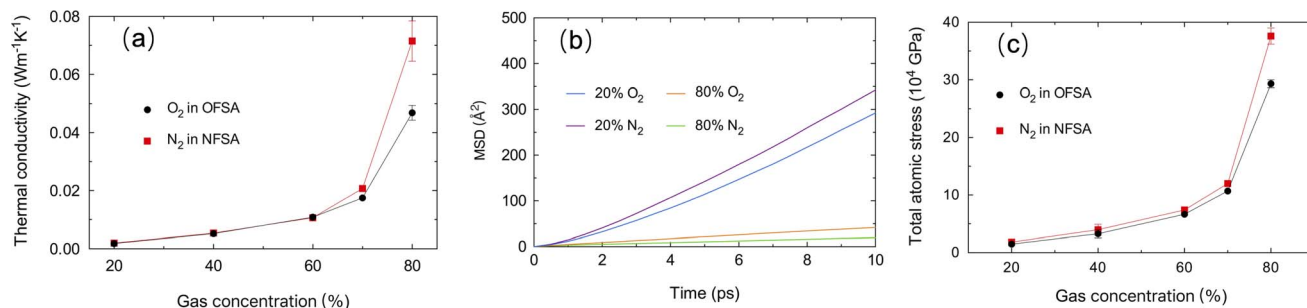 (a)
Thermal conductivity (Wm⁻¹K⁻¹)
0.08
0.06
0.04
0.02
0.00
O₂ in OFSA
N₂ in NFSA
20 40 60 80
Gas concentration (%)
(b)
MSD (Å²)
500
400
300
200
100
0
20% O₂ 80% O₂
20% N₂ 80% N₂
0 2 4 6 8 10
Time (ps)
(c)
Total atomic stress (10⁴ GPa)
40
30
20
10
0
O₂ in OFSA
N₂ in NFSA
20 40 60 80
Gas concentration (%)